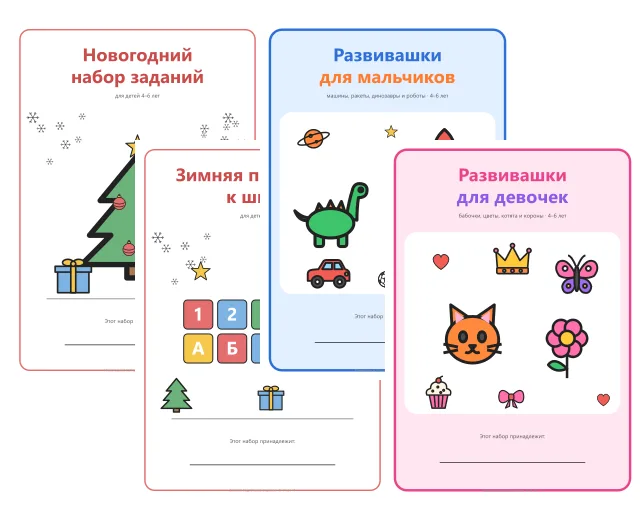 Новогодний
набор заданий
для детей 4–6 лет
Этот набор
Развивашки
для мальчиков
машины, ракеты, динозавры и роботы · 4–6 лет
Этот набор
Зимняя
к
1 2
А Б
Этот набор принадлежит:
Развивашки
для девочек
бабочки, цветы, котята и короны · 4–6 лет
Этот набор принадлежит: